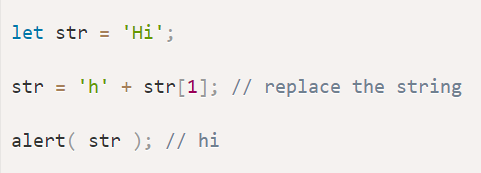 let str = 'Hi';
str = 'h' + str[1]; // replace the string
alert( str ); // hi